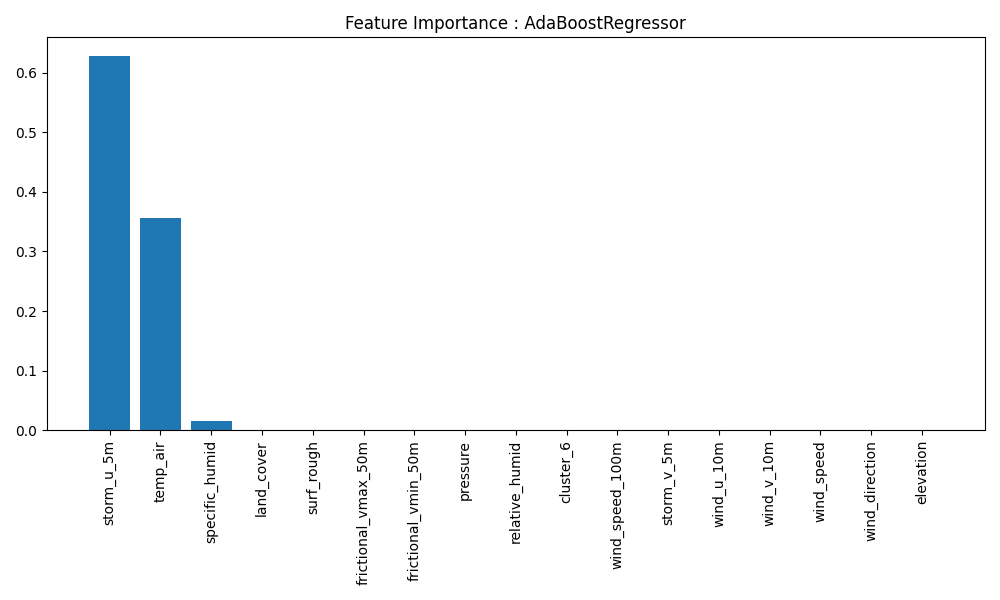 Feature Importance : AdaBoostRegressor
0.6
0.5
0.4
0.3
0.2
0.1
0.0
storm_u_5m
temp_air
specific_humid
land_cover
surf_rough
frictional_vmax_50m
frictional_vmin_50m
pressure
relative_humid
cluster_6
wind_speed_100m
storm_v_5m
wind_u_10m
wind_v_10m
wind_speed
wind_direction
elevation